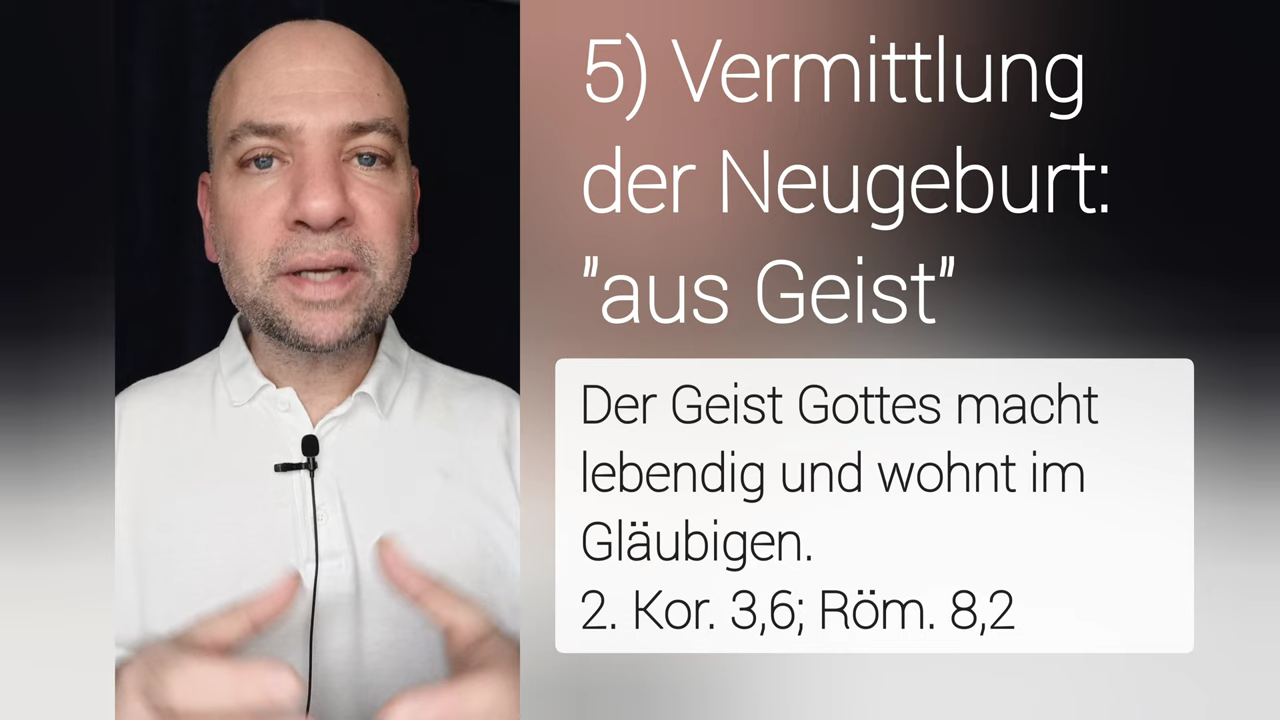 5) Vermittlung
der Neugeburt:
"aus Geist"
Der Geist Gottes macht
lebendig und wohnt im
Gläubigen.
2. Kor. 3,6; Röm. 8,2